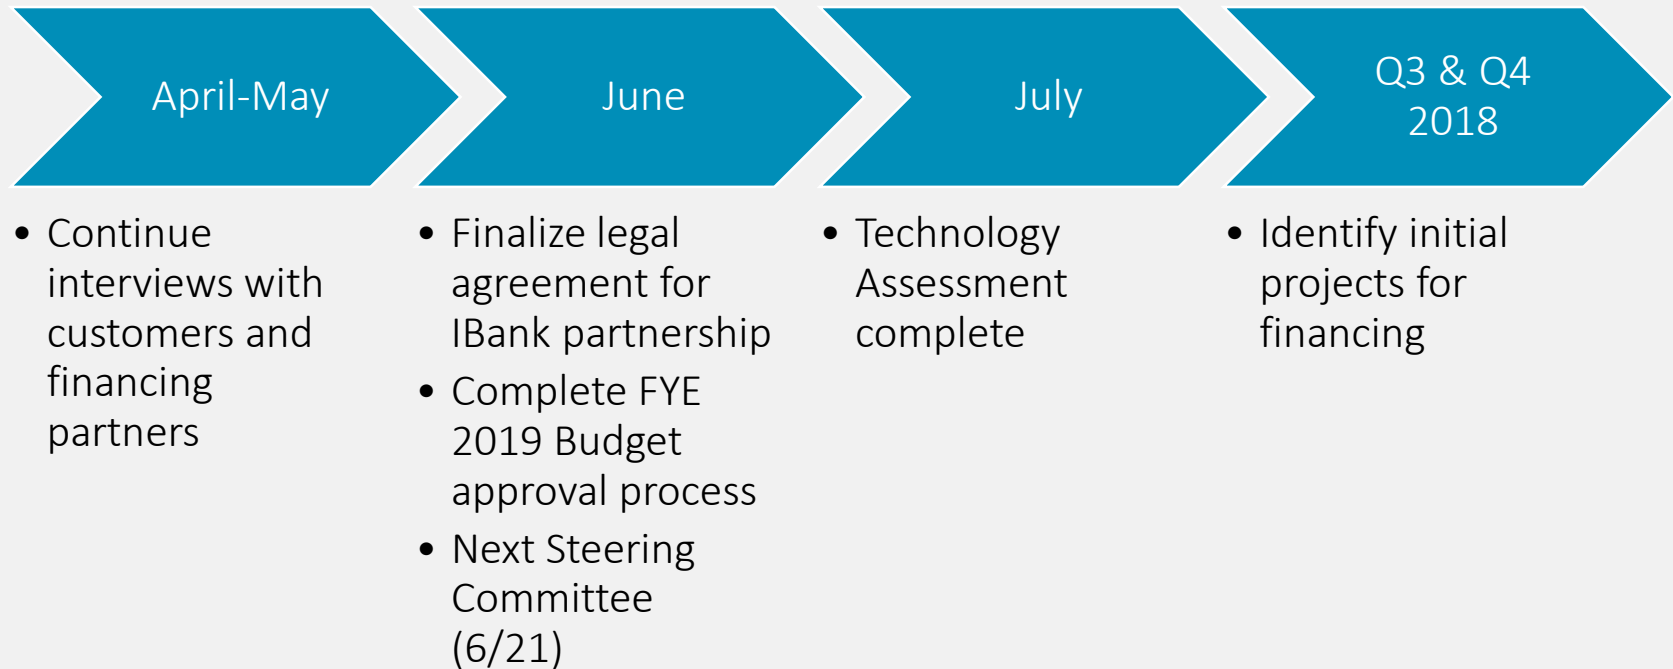 April-May
June
July
Q3 & Q4
2018
• Continue
interviews with
customers and
financing
partners
• Finalize legal
agreement for
IBank partnership
• Complete FYE
2019 Budget
approval process
• Next Steering
Committee
(6/21)
• Technology
Assessment
complete
• Identify initial
projects for
financing